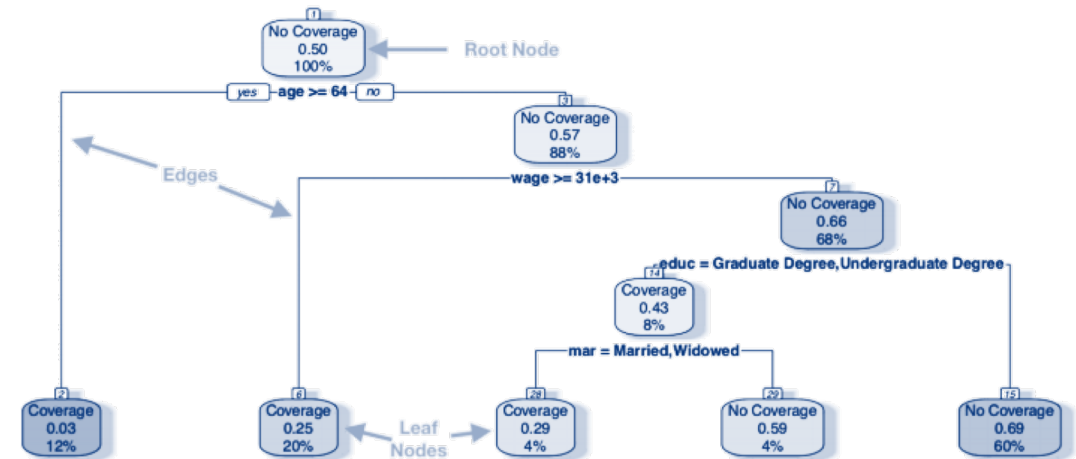 1
No Coverage
0.50
100%
Root Node
yes age >= 64 no
3
No Coverage
0.57
88%
Edges
wage >= 31e+3
7
No Coverage
0.66
68%
educ = Graduate Degree,Undergraduate Degree
14
Coverage
0.43
8%
mar = Married,Widowed
2
Coverage
0.03
12%
6
Coverage
0.25
20%
Leaf
Nodes
28
Coverage
0.29
4%
29
No Coverage
0.59
4%
15
No Coverage
0.69
60%